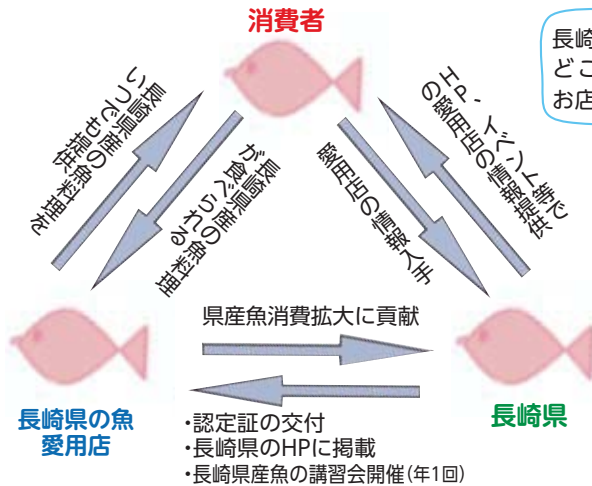 消費者
長崎
どこ
お店
長崎県産の魚料理を
いつでも提供
長崎県産の魚料理
が食べられる
愛用店の情報入手
HP、イベント等で
の愛用店の情報提供
県産魚消費拡大に貢献
長崎県の魚
愛用店
長崎県
・認定証の交付
・長崎県のHPに掲載
・長崎県産魚の講習会開催(年1回)